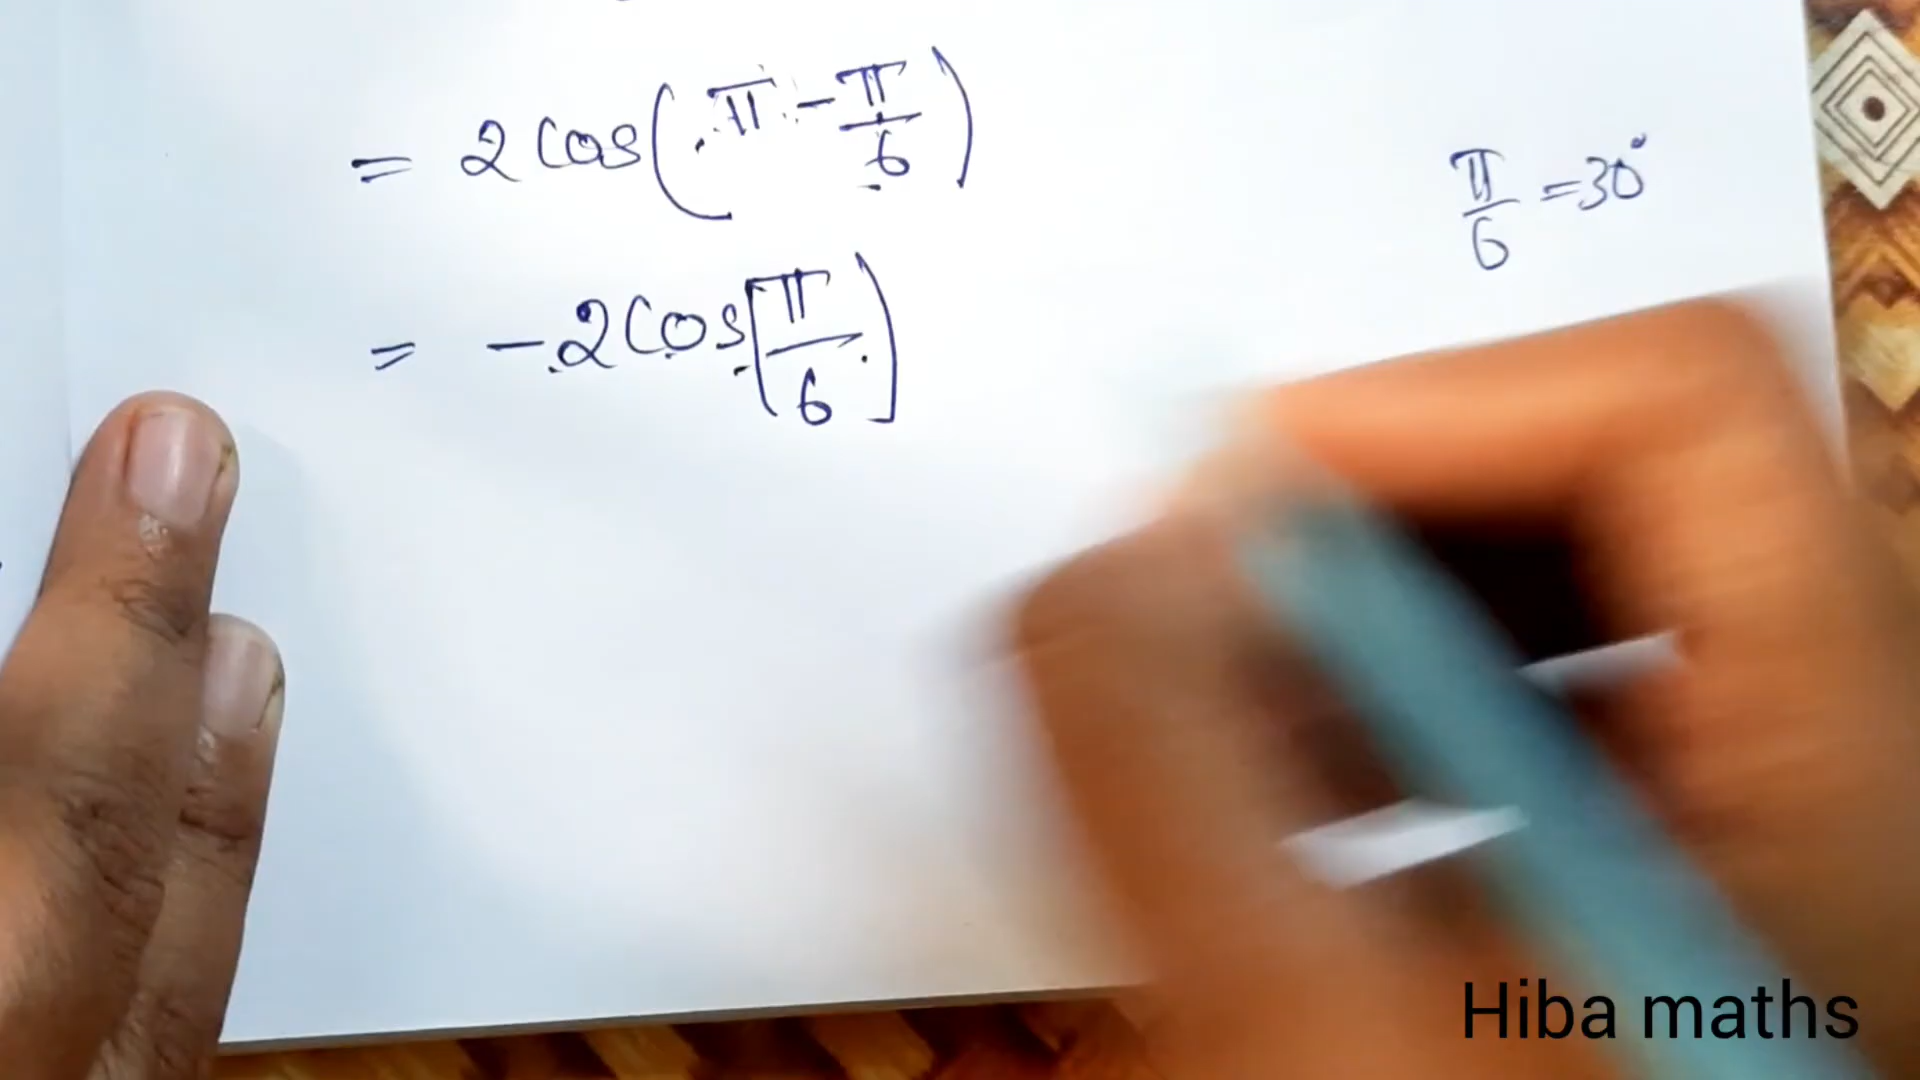 = 2 cos(π - π/6)
= -2 cos(π/6)
π/6 = 30°
Hiba maths